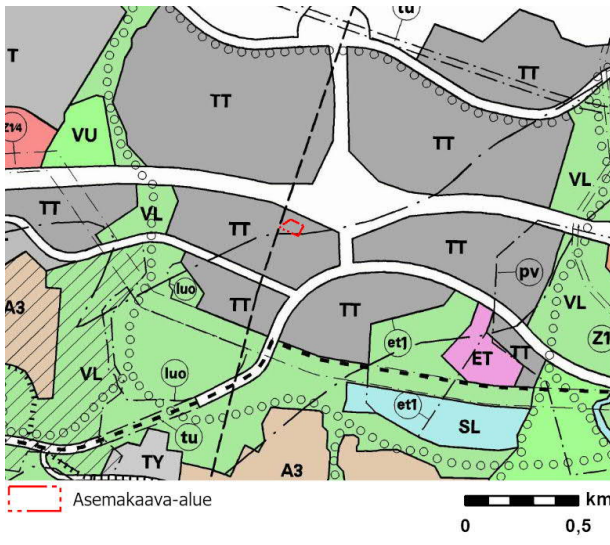 tu
T
TT
TT
TT
Z1/4
VU
VL
VL
TT
TT
TT
pv
luo
VL
TT
TT
A3
et1
Z1
ET
TT
VL
luo
et1
SL
tu
TY
A3
Asemakaava-alue
km
0
0,5